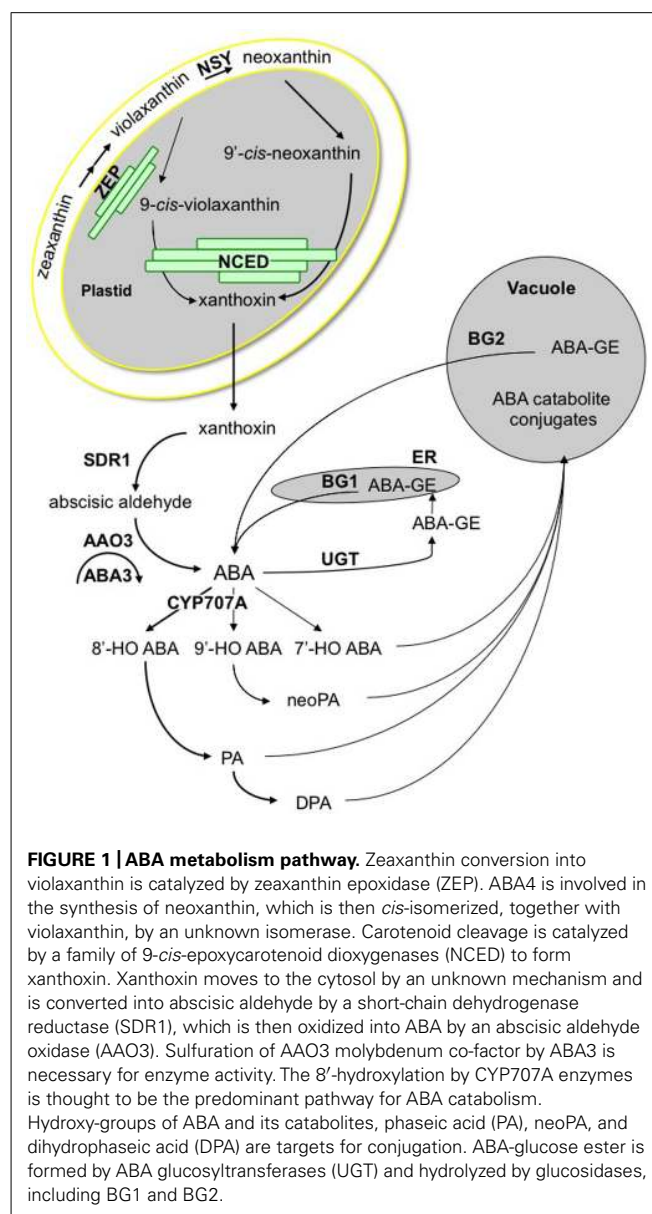 NSY
neoxanthin
violaxanthin
ZEP
zeaxanthin
9'-cis-neoxanthin
9-cis-violaxanthin
NCED
Plastid
xanthoxin
Vacuole
BG2
ABA-GE
ABA catabolite
conjugates
xanthoxin
SDR1
ER
BG1 ABA-GE
abscisic aldehyde
ABA-GE
AAO3
UGT
ABA3
ABA
CYP707A
8'-HO ABA 9'-HO ABA 7'-HO ABA
neoPA
PA
DPA
FIGURE 1 | ABA metabolism pathway. Zeaxanthin conversion into
violaxanthin is catalyzed by zeaxanthin epoxidase (ZEP). ABA4 is involved in
the synthesis of neoxanthin, which is then cis-isomerized, together with
violaxanthin, by an unknown isomerase. Carotenoid cleavage is catalyzed
by a family of 9-cis-epoxycarotenoid dioxygenases (NCED) to form
xanthoxin. Xanthoxin moves to the cytosol by an unknown mechanism and
is converted into abscisic aldehyde by a short-chain dehydrogenase
reductase (SDR1), which is then oxidized into ABA by an abscisic aldehyde
oxidase (AAO3). Sulfuration of AAO3 molybdenum co-factor by ABA3 is
necessary for enzyme activity. The 8′-hydroxylation by CYP707A enzymes
is thought to be the predominant pathway for ABA catabolism.
Hydroxy-groups of ABA and its catabolites, phaseic acid (PA), neoPA, and
dihydrophaseic acid (DPA) are targets for conjugation. ABA-glucose ester is
formed by ABA glucosyltransferases (UGT) and hydrolyzed by glucosidases,
including BG1 and BG2.